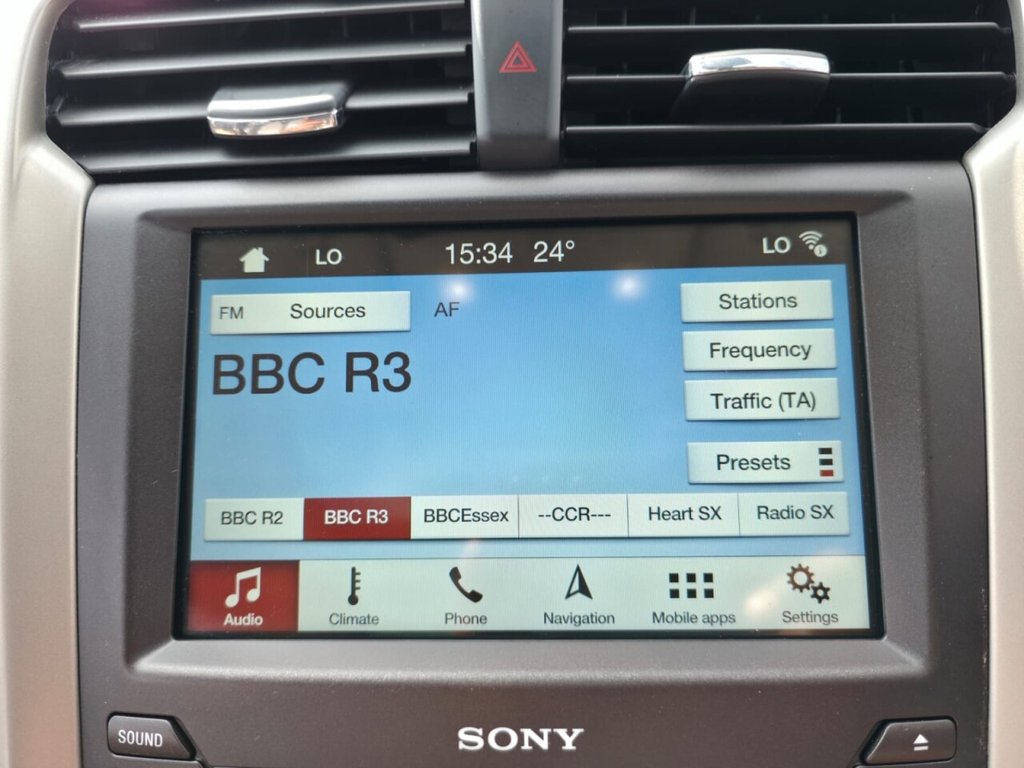 LO 15:34 24° LO
FM Sources AF Stations
Frequency
BBC R3
Traffic (TA)
Presets
BBC R2 BBC R3 BBCEssex --CCR--- Heart SX Radio SX
Audio Climate Phone Navigation Mobile apps Settings
SOUND SONY